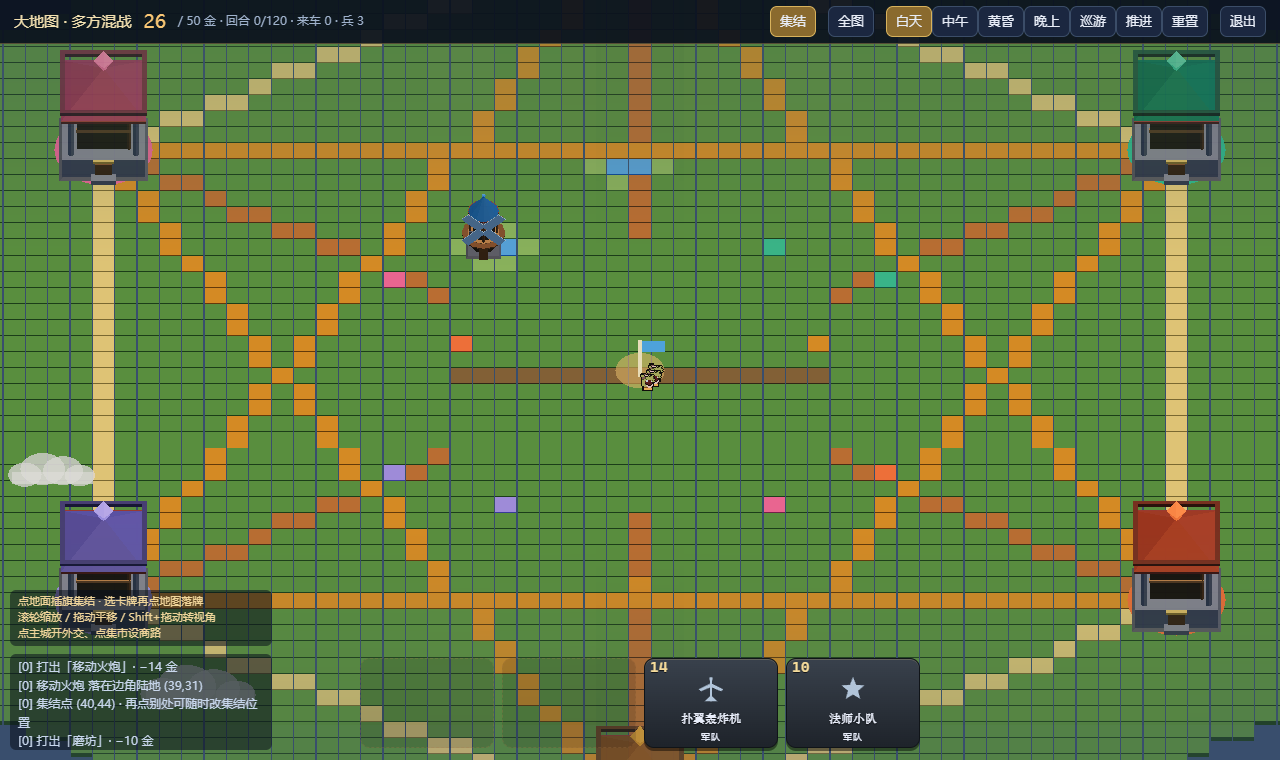 大地图 · 多方混战 26 / 50 金 · 回合 0/120 · 来车 0 · 兵 3
集结 全图 白天 中午 黄昏 晚上 巡游 推进 重置 退出
点地面插旗集结 · 选卡牌再点地图落牌
滚轮缩放 / 拖动平移 / Shift+拖动转视角
点主城开外交、点集市设商路
[0] 打出「移动火炮」 · −14 金
[0] 移动火炮 落在边角陆地 (39,31)
[0] 集结点 (40,44) · 再点别处可随时改集结位
置
[0] 打出「磨坊」 · −10 金
14
扑翼轰炸机
军队
10
法师小队
军队